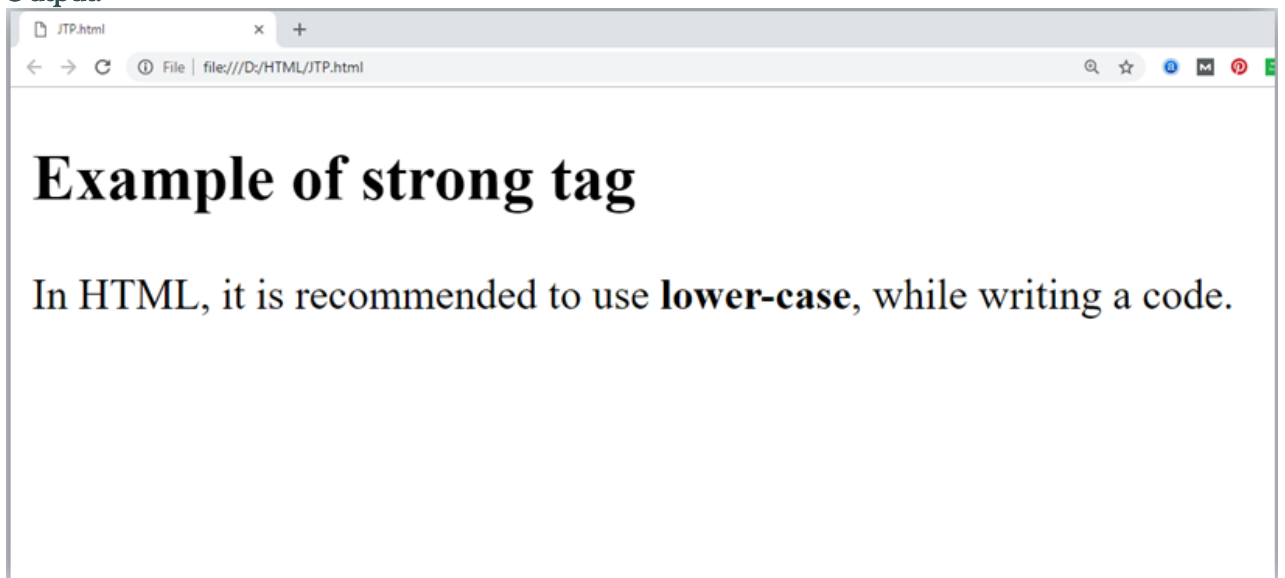 Output:
JTP.html
File | file:///D:/HTML/JTP.html
Example of strong tag
In HTML, it is recommended to use lower-case, while writing a code.